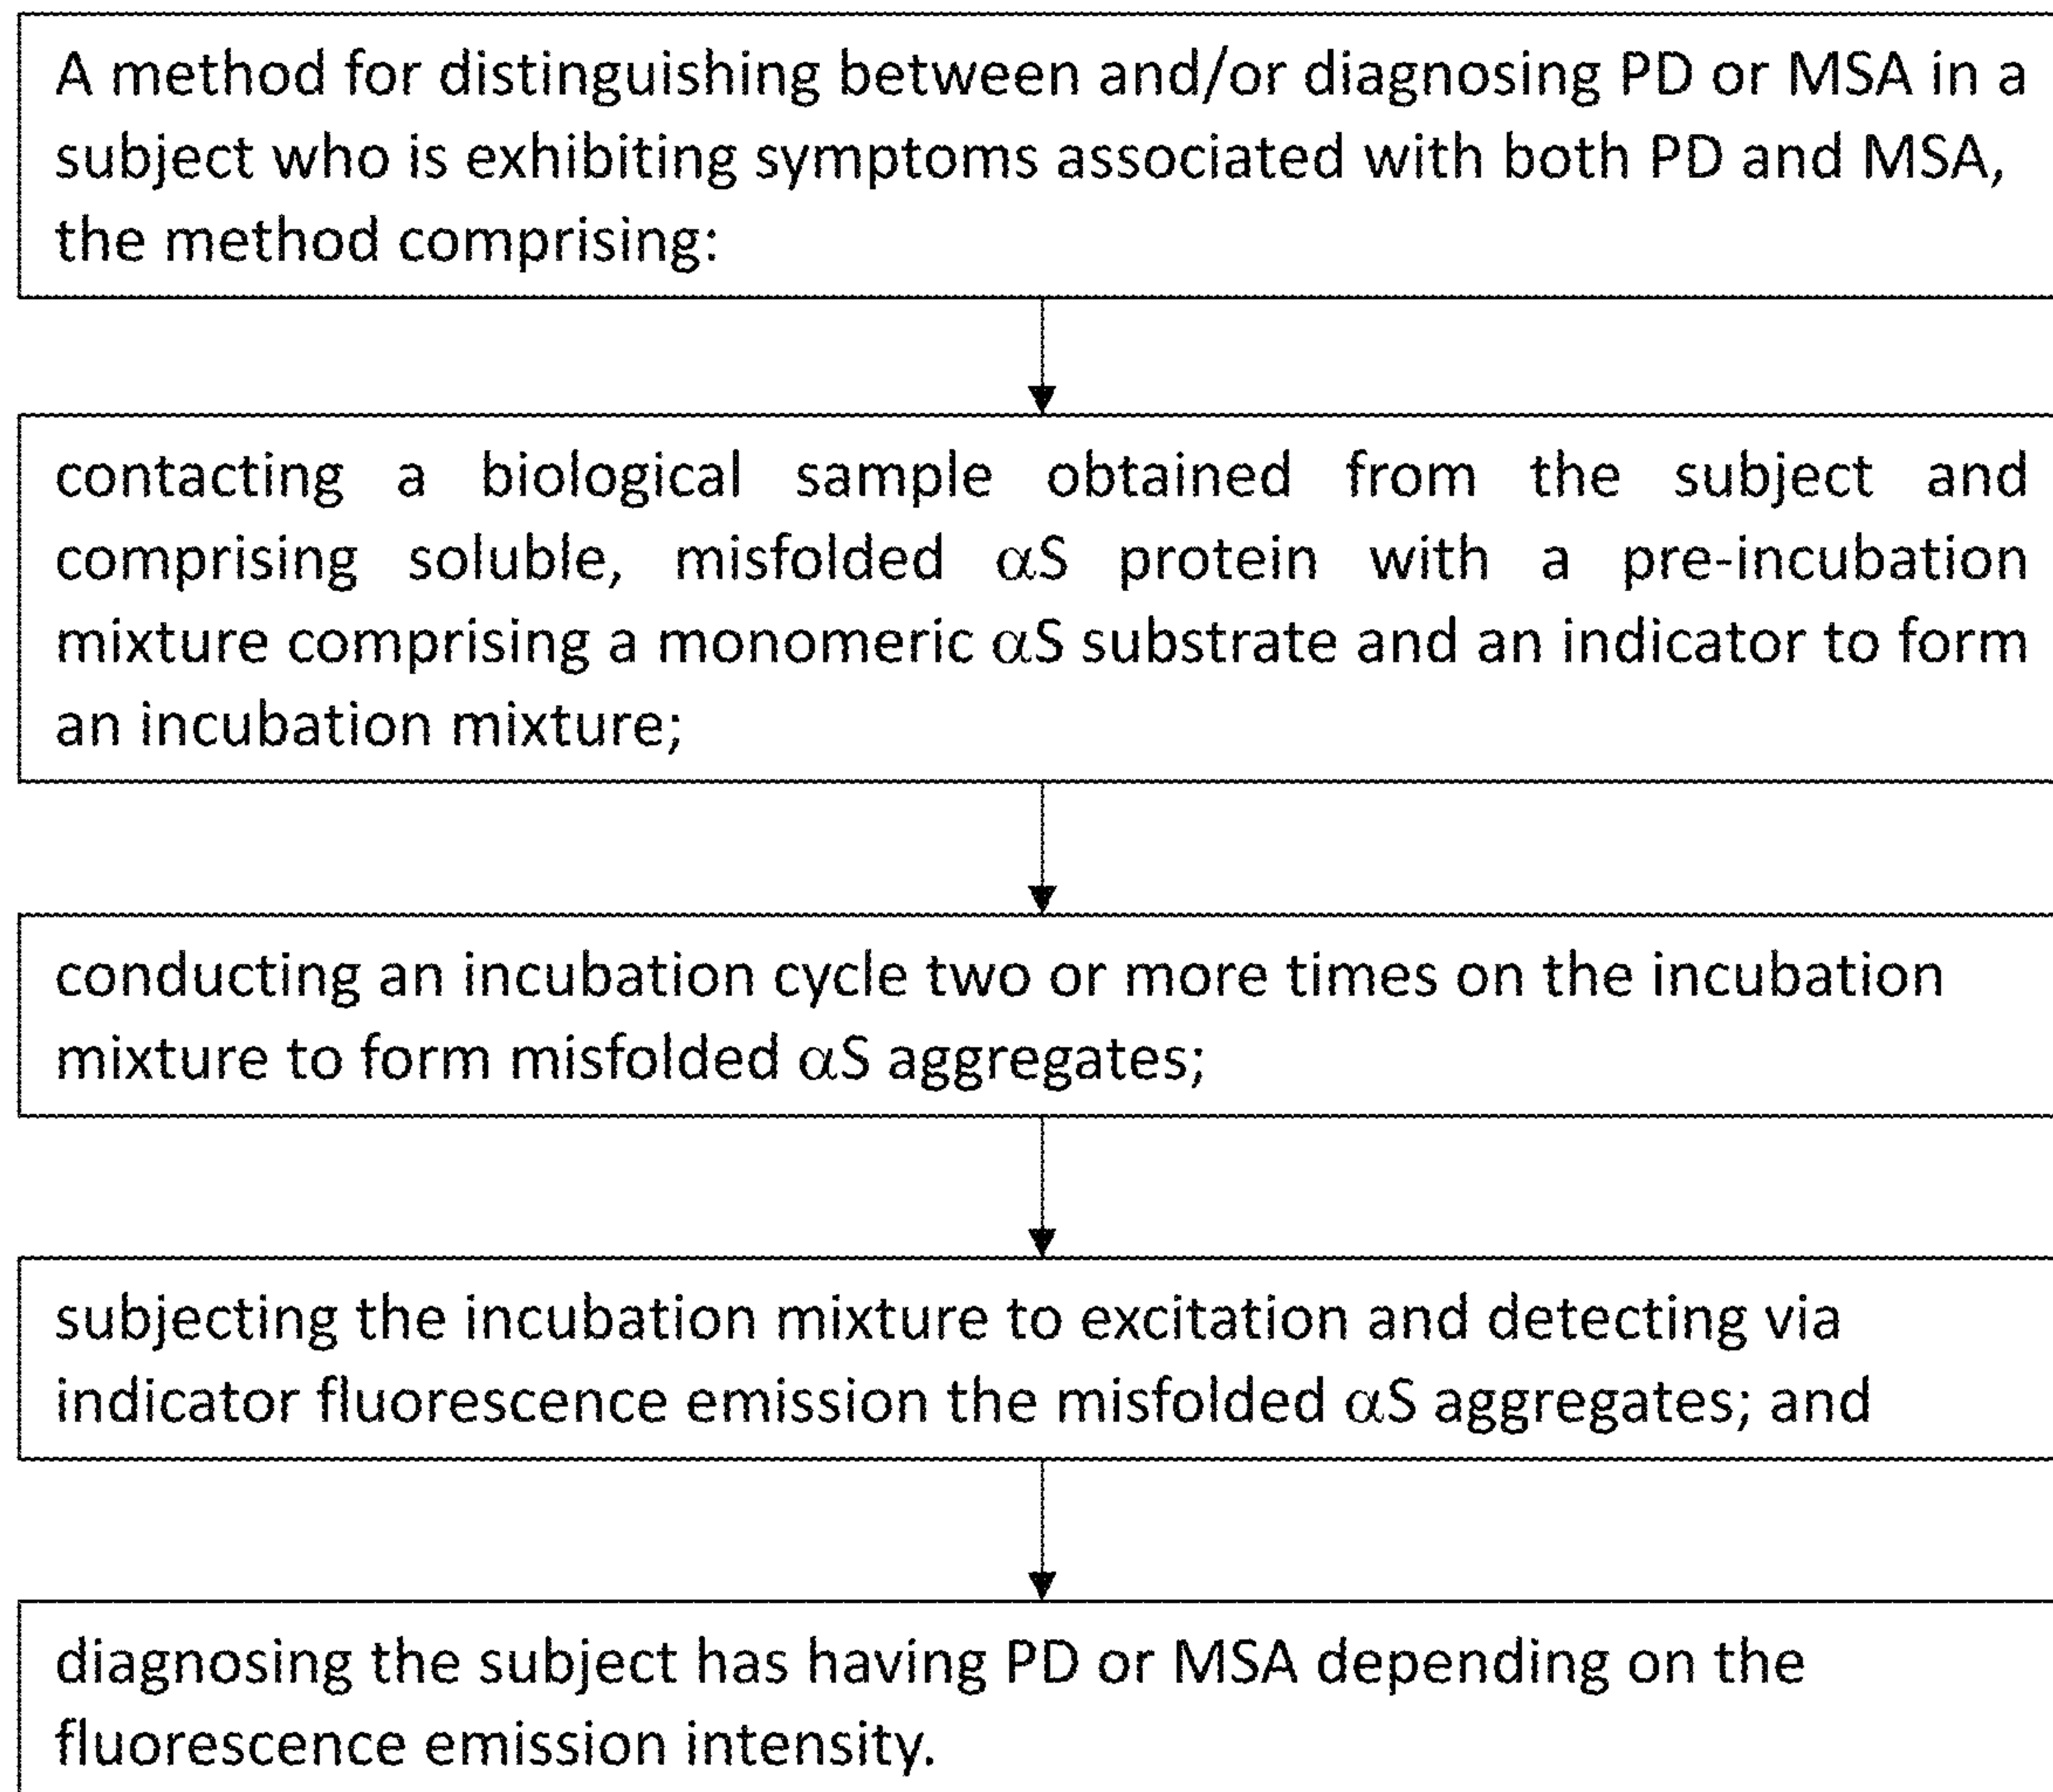 A method for distinguishing between and/or diagnosing PD or MSA in a
subject who is exhibiting symptoms associated with both PD and MSA,
the method comprising:
contacting a biological sample obtained from the subject and
comprising soluble, misfolded αS protein with a pre-incubation
mixture comprising a monomeric αS substrate and an indicator to form
an incubation mixture;
conducting an incubation cycle two or more times on the incubation
mixture to form misfolded αS aggregates;
subjecting the incubation mixture to excitation and detecting via
indicator fluorescence emission the misfolded αS aggregates; and
diagnosing the subject has having PD or MSA depending on the
fluorescence emission intensity.